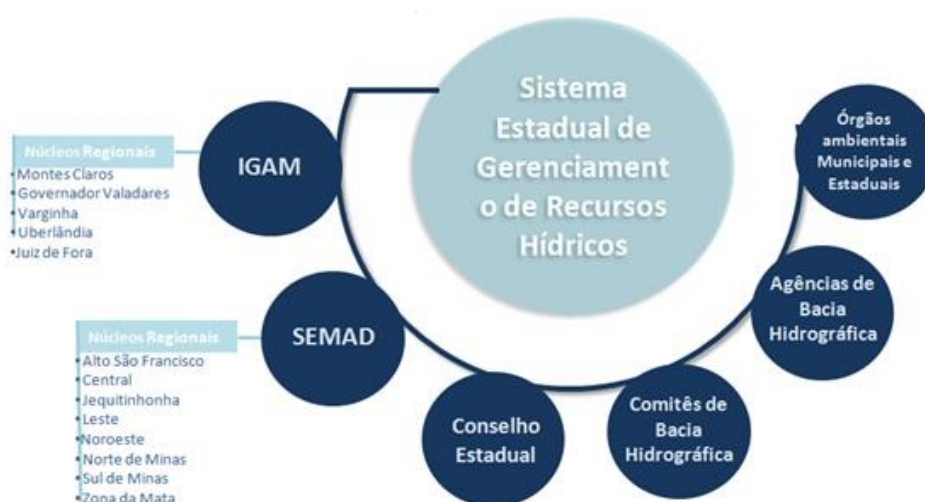 Sistema
Estadual de
Gerenciament
o de Recursos
Hídricos
Núcleos Regionais
•Montes Claros
•Governador Valadares
•Varginha
•Uberlândia
•Juiz de Fora
IGAM
Núcleos Regionais
•Alto São Francisco
•Central
•Jequitinhonha
•Leste
•Noroeste
•Norte de Minas
•Sul de Minas
•Zona da Mata
SEMAD
Conselho
Estadual
Comitês de
Bacia
Hidrográfica
Agências de
Bacia
Hidrográfica
Órgãos
ambientais
Municipais e
Estaduais